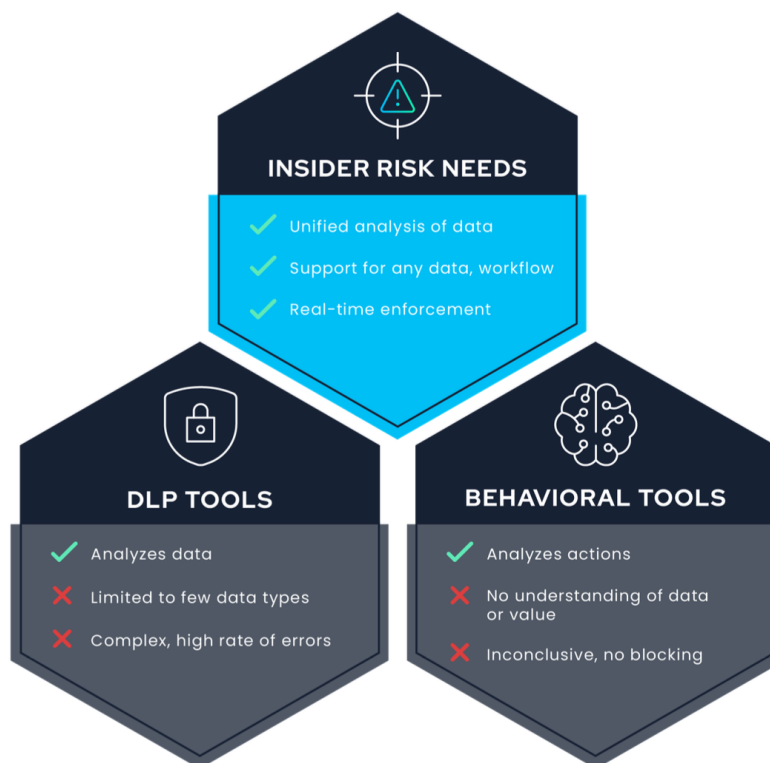 INSIDER RISK NEEDS
Unified analysis of data
Support for any data, workflow
Real-time enforcement
DLP TOOLS
Analyzes data
Limited to few data types
Complex, high rate of errors
BEHAVIORAL TOOLS
Analyzes actions
No understanding of data
or value
Inconclusive, no blocking